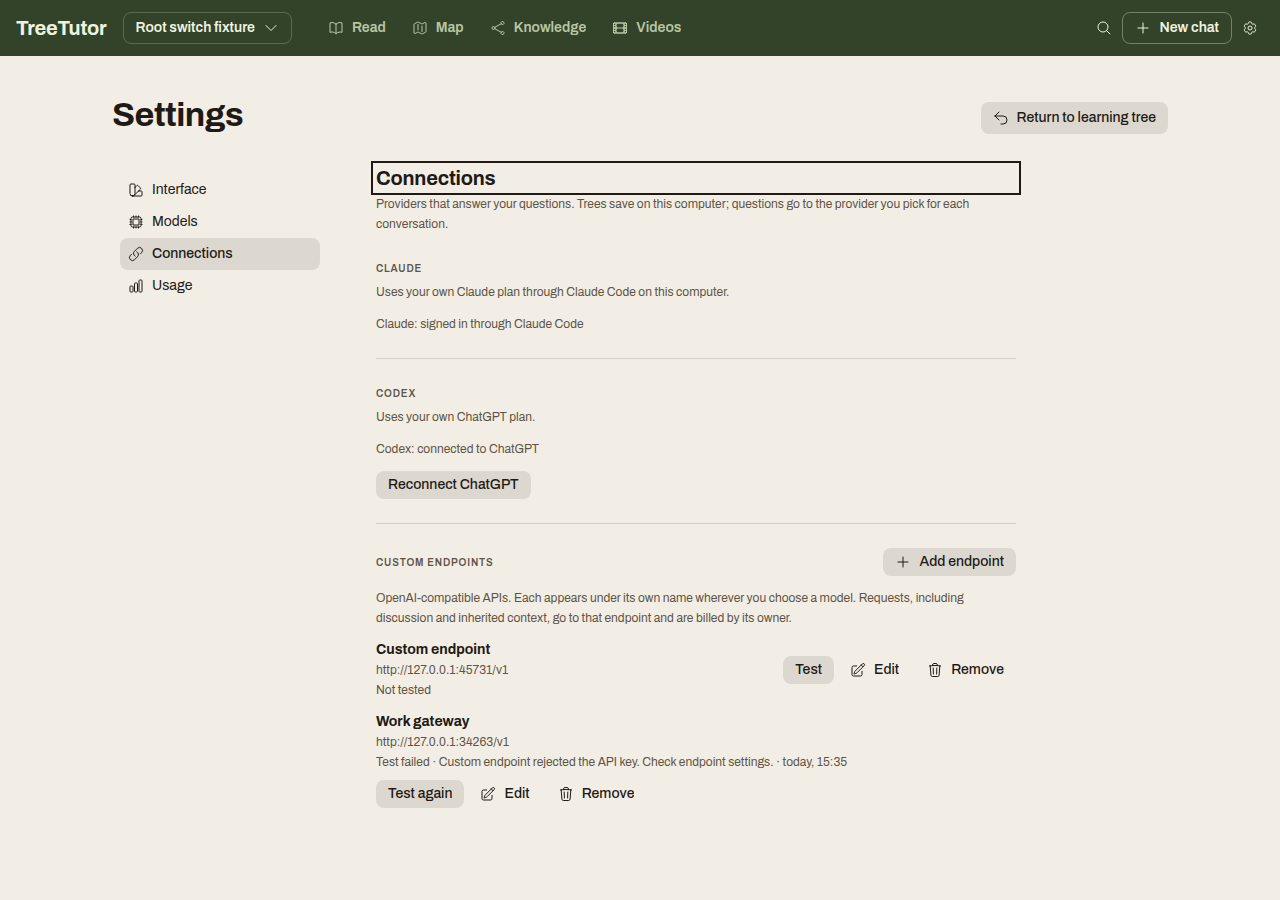 TreeTutor
Root switch fixture
Read
Map
Knowledge
Videos
New chat
Settings
Return to learning tree
Interface
Models
Connections
Usage
Connections
Providers that answer your questions. Trees save on this computer; questions go to the provider you pick for each
conversation.
CLAUDE
Uses your own Claude plan through Claude Code on this computer.
Claude: signed in through Claude Code
CODEX
Uses your own ChatGPT plan.
Codex: connected to ChatGPT
Reconnect ChatGPT
CUSTOM ENDPOINTS
Add endpoint
OpenAI-compatible APIs. Each appears under its own name wherever you choose a model. Requests, including
discussion and inherited context, go to that endpoint and are billed by its owner.
Custom endpoint
http://127.0.0.1:45731/v1
Not tested
Test
Edit
Remove
Work gateway
http://127.0.0.1:34263/v1
Test failed · Custom endpoint rejected the API key. Check endpoint settings. · today, 15:35
Test again
Edit
Remove